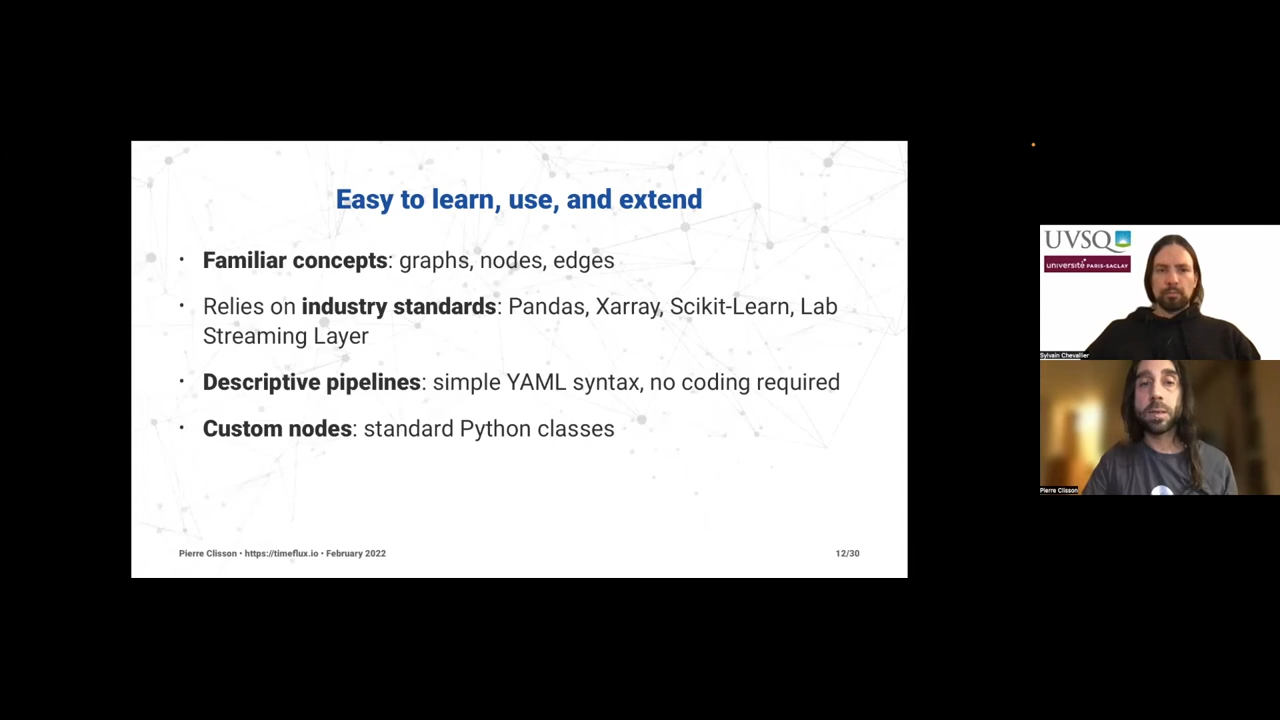 Easy to learn, use, and extend
• Familiar concepts: graphs, nodes, edges
• Relies on industry standards: Pandas, Xarray, Scikit-Learn, Lab
Streaming Layer
• Descriptive pipelines: simple YAML syntax, no coding required
• Custom nodes: standard Python classes
Pierre Clisson • https://timeflux.io • February 2022
12/30
UVSQ
université PARIS-SACLAY
Sylvain Chevallier
Pierre Clisson